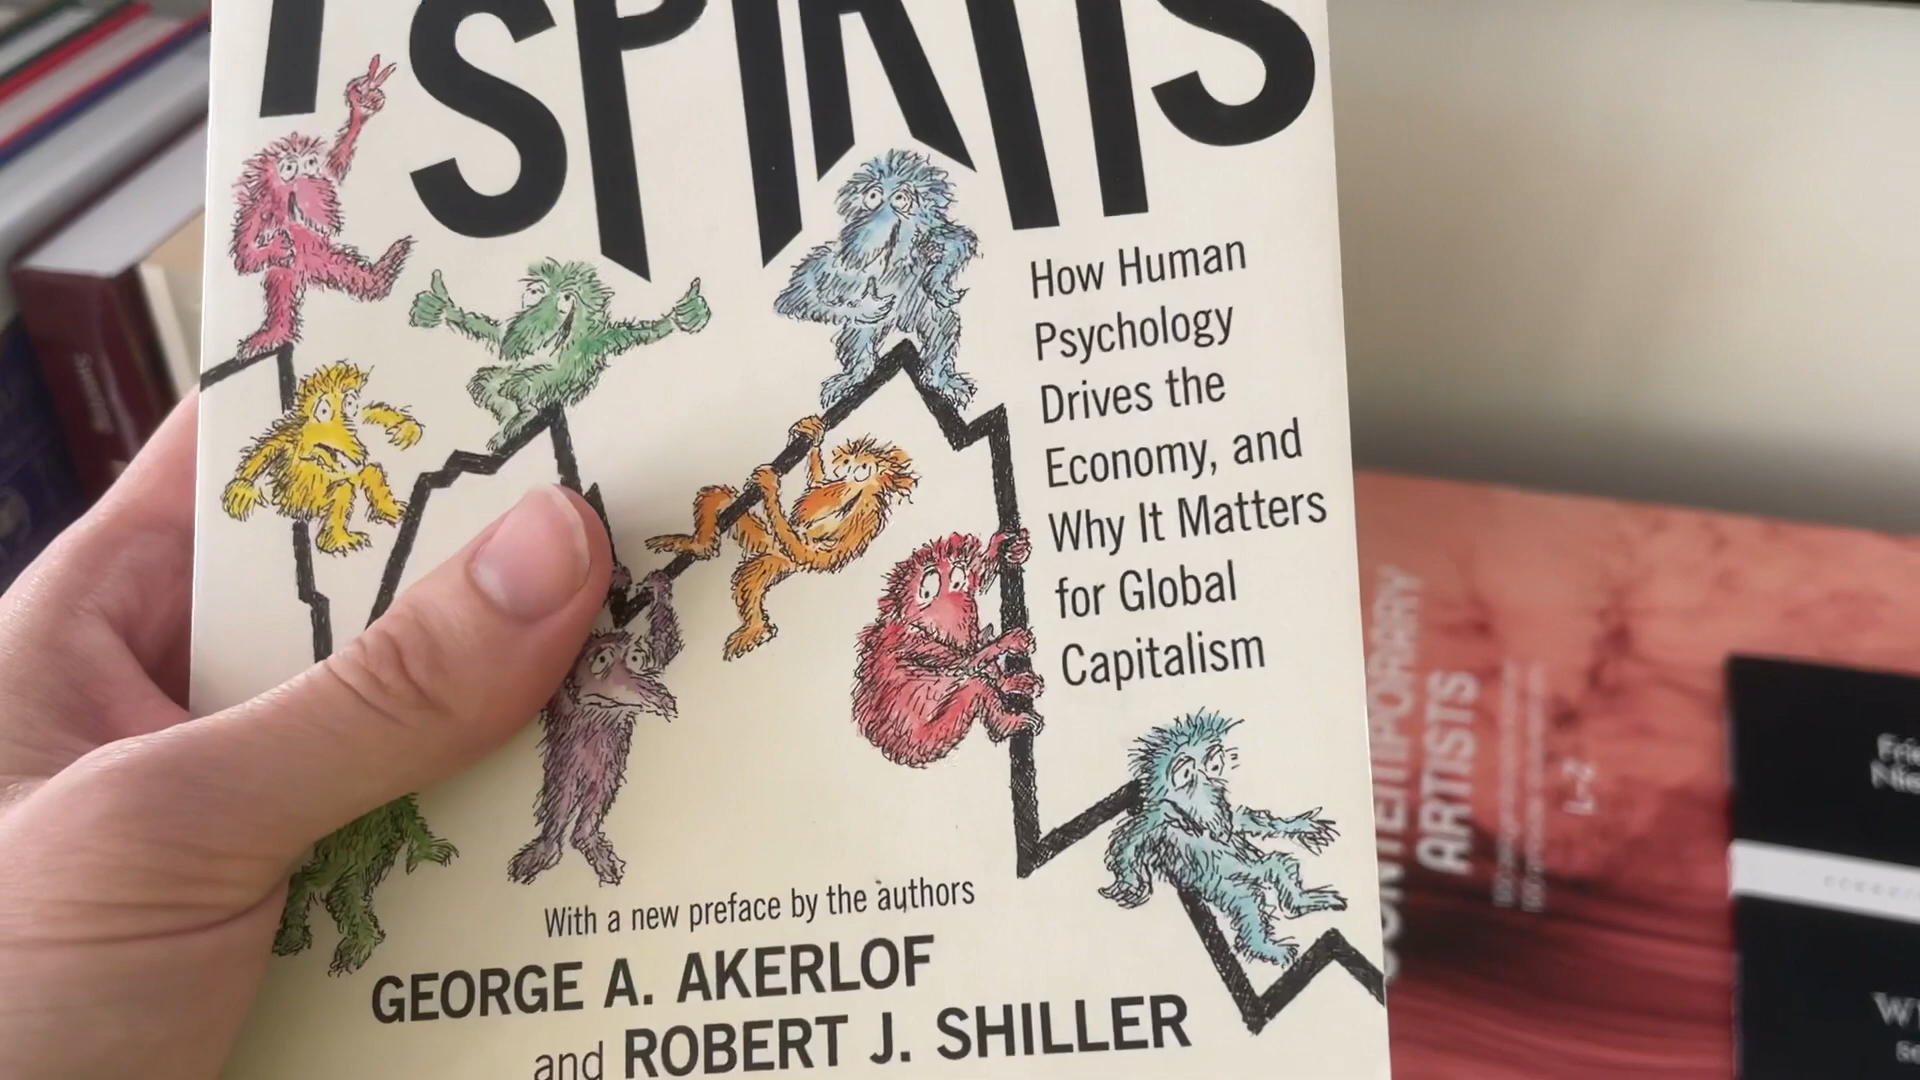 SPIRITS
How Human
Psychology
Drives the
Economy, and
Why It Matters
for Global
Capitalism
With a new preface by the authors
GEORGE A. AKERLOF
and ROBERT J. SHILLER
CONTEMPORARY
ARTISTS
L-Z